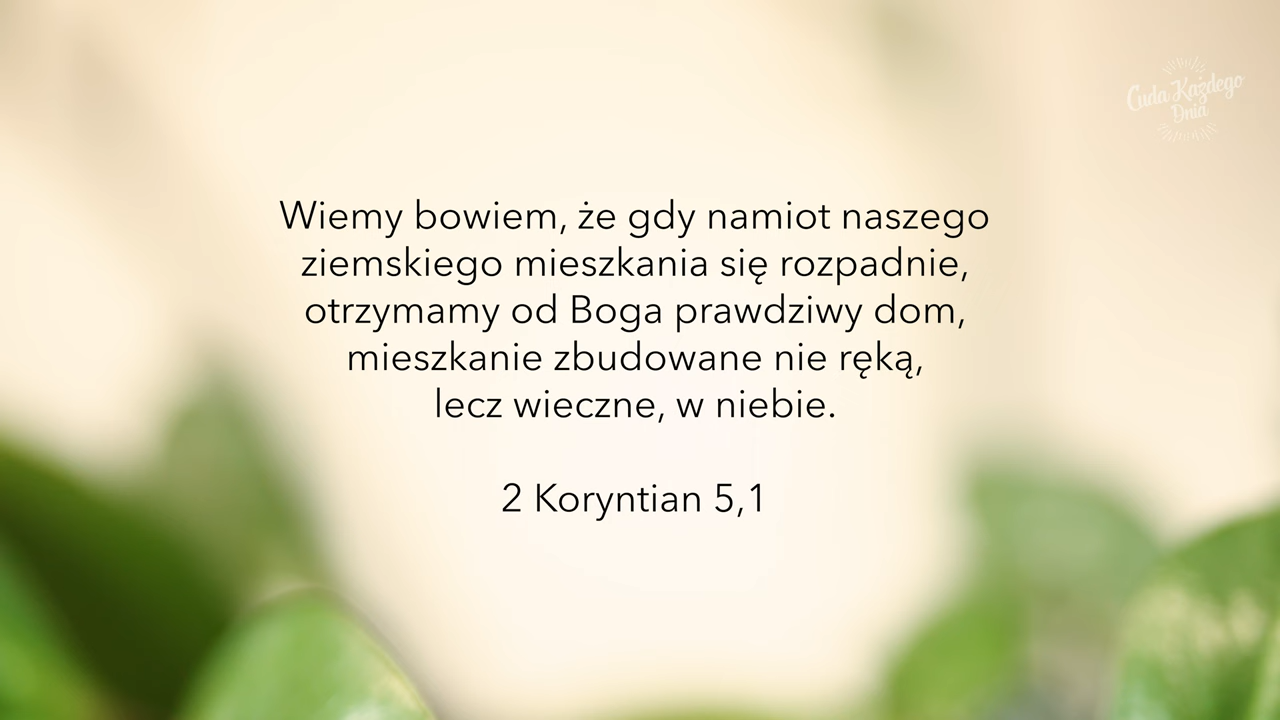 Cuda Każdego
Dnia
Wiemy bowiem, że gdy namiot naszego
ziemskiego mieszkania się rozpadnie,
otrzymamy od Boga prawdziwy dom,
mieszkanie zbudowane nie ręką,
lecz wieczne, w niebie.
2 Koryntian 5,1